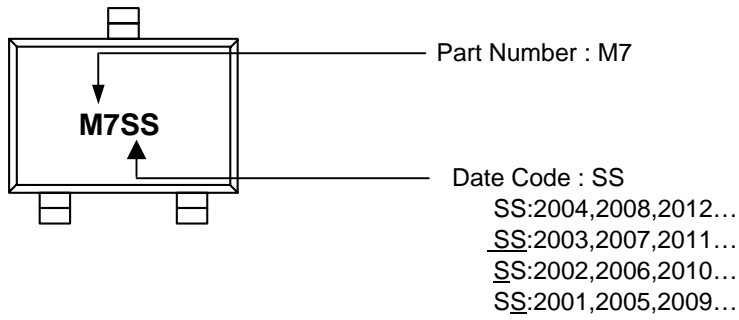 Part Number : M7
M7SS
Date Code : SS
SS:2004,2008,2012…
SS:2003,2007,2011…
SS:2002,2006,2010…
SS:2001,2005,2009…